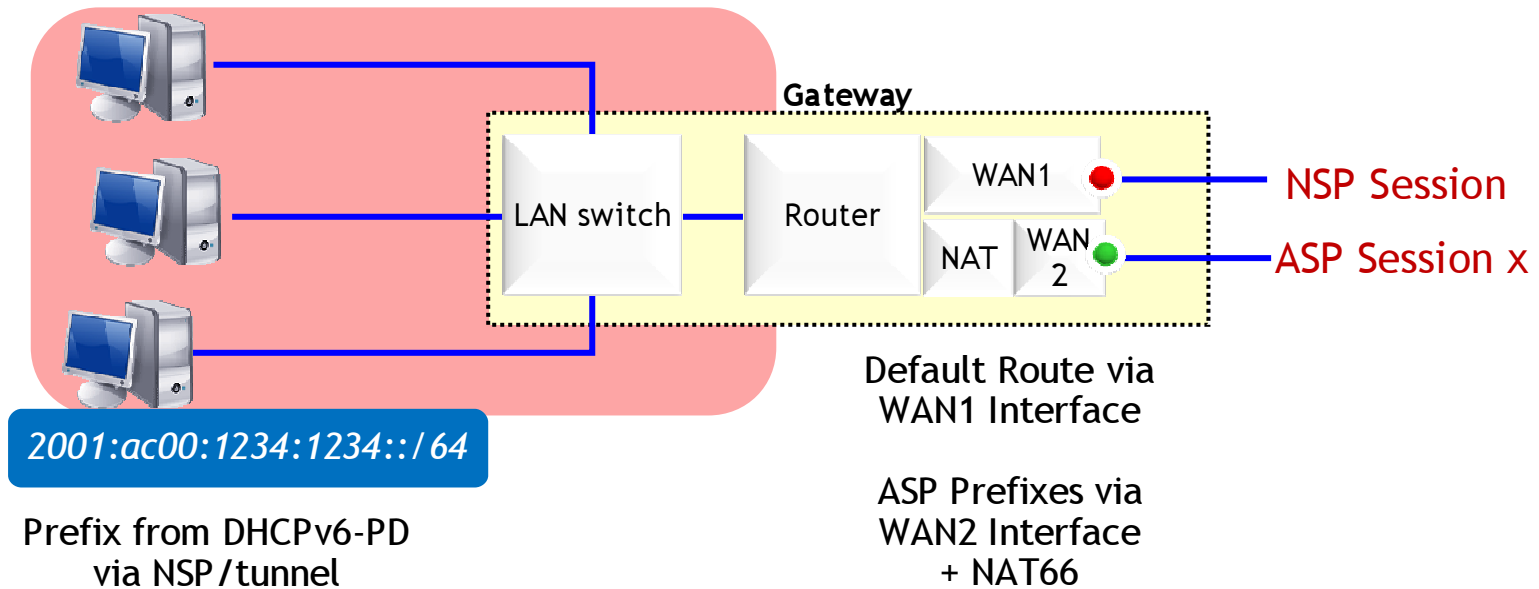 Gateway
LAN switch
Router
WAN1
NAT
WAN
2
NSP Session
ASP Session x
2001:ac00:1234:1234::/64
Prefix from DHCPv6-PD
via NSP/tunnel
Default Route via
WAN1 Interface
ASP Prefixes via
WAN2 Interface
+ NAT66